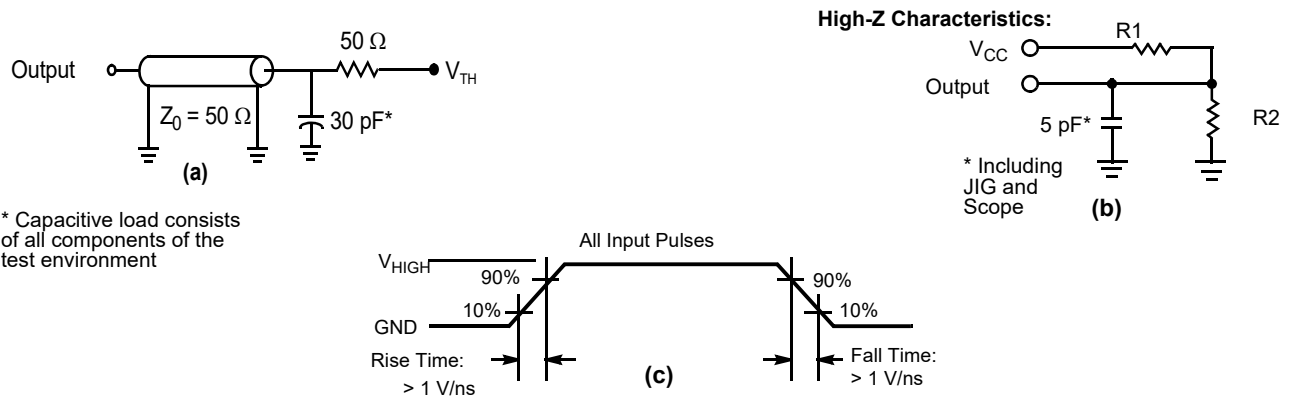 Output
50 Ω
V_TH
Z_0 = 50 Ω
30 pF*
(a)
* Capacitive load consists
of all components of the
test environment
High-Z Characteristics:
R1
V_CC
Output
5 pF*
R2
* Including
JIG and
Scope
(b)
All Input Pulses
V_HIGH
90%
90%
10%
10%
GND
Rise Time:
> 1 V/ns
(c)
Fall Time:
> 1 V/ns